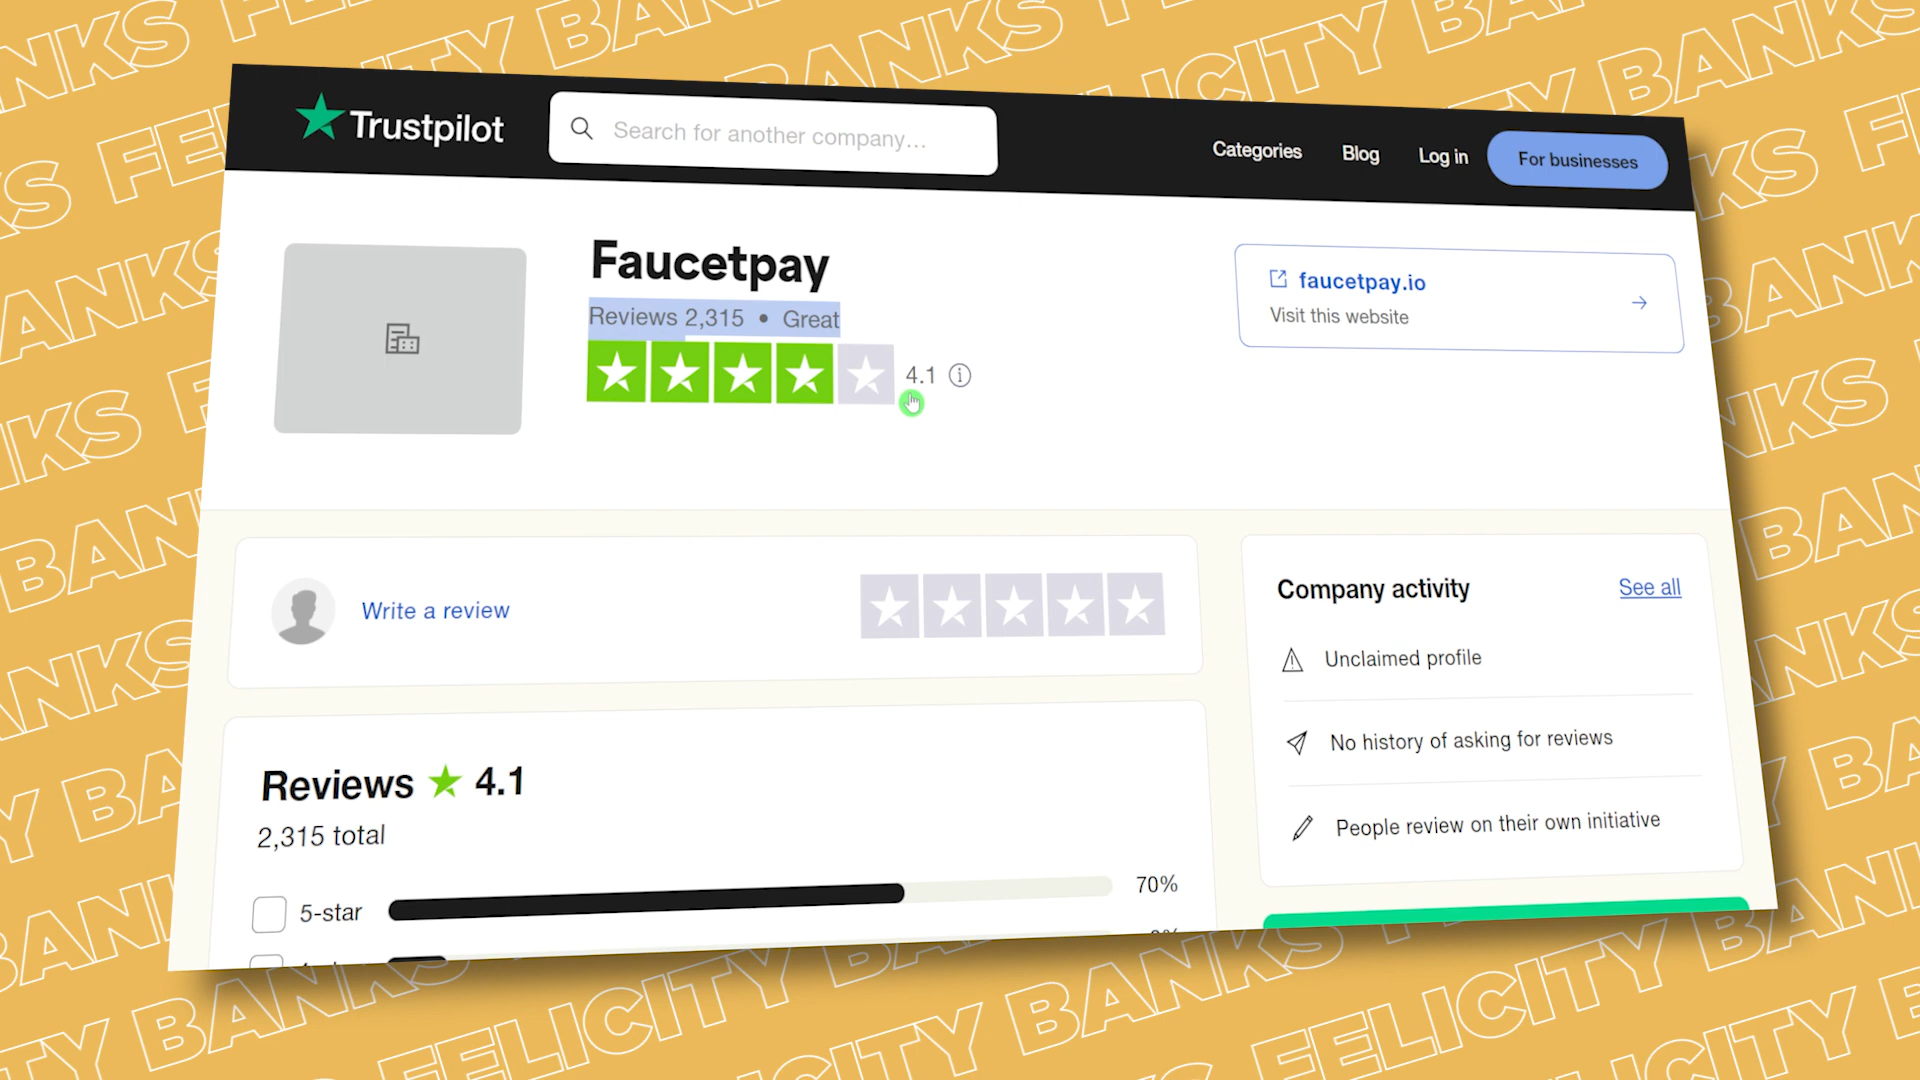 FELICITY BANKS
Trustpilot
Search for another company...
Categories
Blog
Log in
For businesses
Faucetpay
Reviews 2,315 • Great
4.1
faucetpay.io
Visit this website
Write a review
Company activity
See all
Unclaimed profile
No history of asking for reviews
People review on their own initiative
Reviews 4.1
2,315 total
5-star
70%